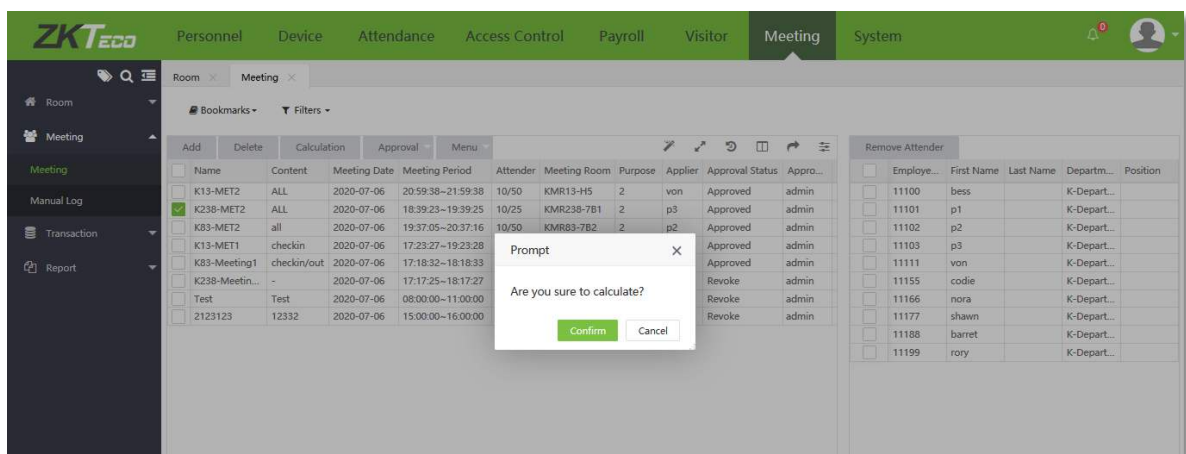 ZKTeco Personnel Device Attendance Access Control Payroll Visitor Meeting System 0
Room Meeting
Room
Bookmarks Filters
Meeting
Add Delete Calculation Approval Menu Remove Attender
Meeting
Name Content Meeting Date Meeting Period Attender Meeting Room Purpose Applier Approval Status Appro... Employe... First Name Last Name Departm... Position
K13-MET2 ALL 2020-07-06 20:59:38~21:59:38 10/50 KMR13-H5 2 von Approved admin 11100 bess K-Depart...
Manual Log
K238-MET2 ALL 2020-07-06 18:39:23~19:39:25 10/25 KMR238-7B1 2 p3 Approved admin 11101 p1 K-Depart...
K83-MET2 all 2020-07-06 19:37:05~20:37:16 10/50 KMR83-7B2 2 p2 Approved admin 11102 p2 K-Depart...
Transaction
K13-MET1 checkin 2020-07-06 17:23:27~19:23:28 Approved admin 11103 p3 K-Depart...
K83-Meeting1 checkin/out 2020-07-06 17:18:32~18:18:33 Approved admin 11111 von K-Depart...
Report
K238-Meetin... - 2020-07-06 17:17:25~18:17:27 Revoke admin 11155 codie K-Depart...
Test Test 2020-07-06 08:00:00~11:00:00 Revoke admin 11166 nora K-Depart...
2123123 12332 2020-07-06 15:00:00~16:00:00 Revoke admin 11177 shawn K-Depart...
11188 barret K-Depart...
11199 rory K-Depart...
Prompt
Are you sure to calculate?
Confirm Cancel